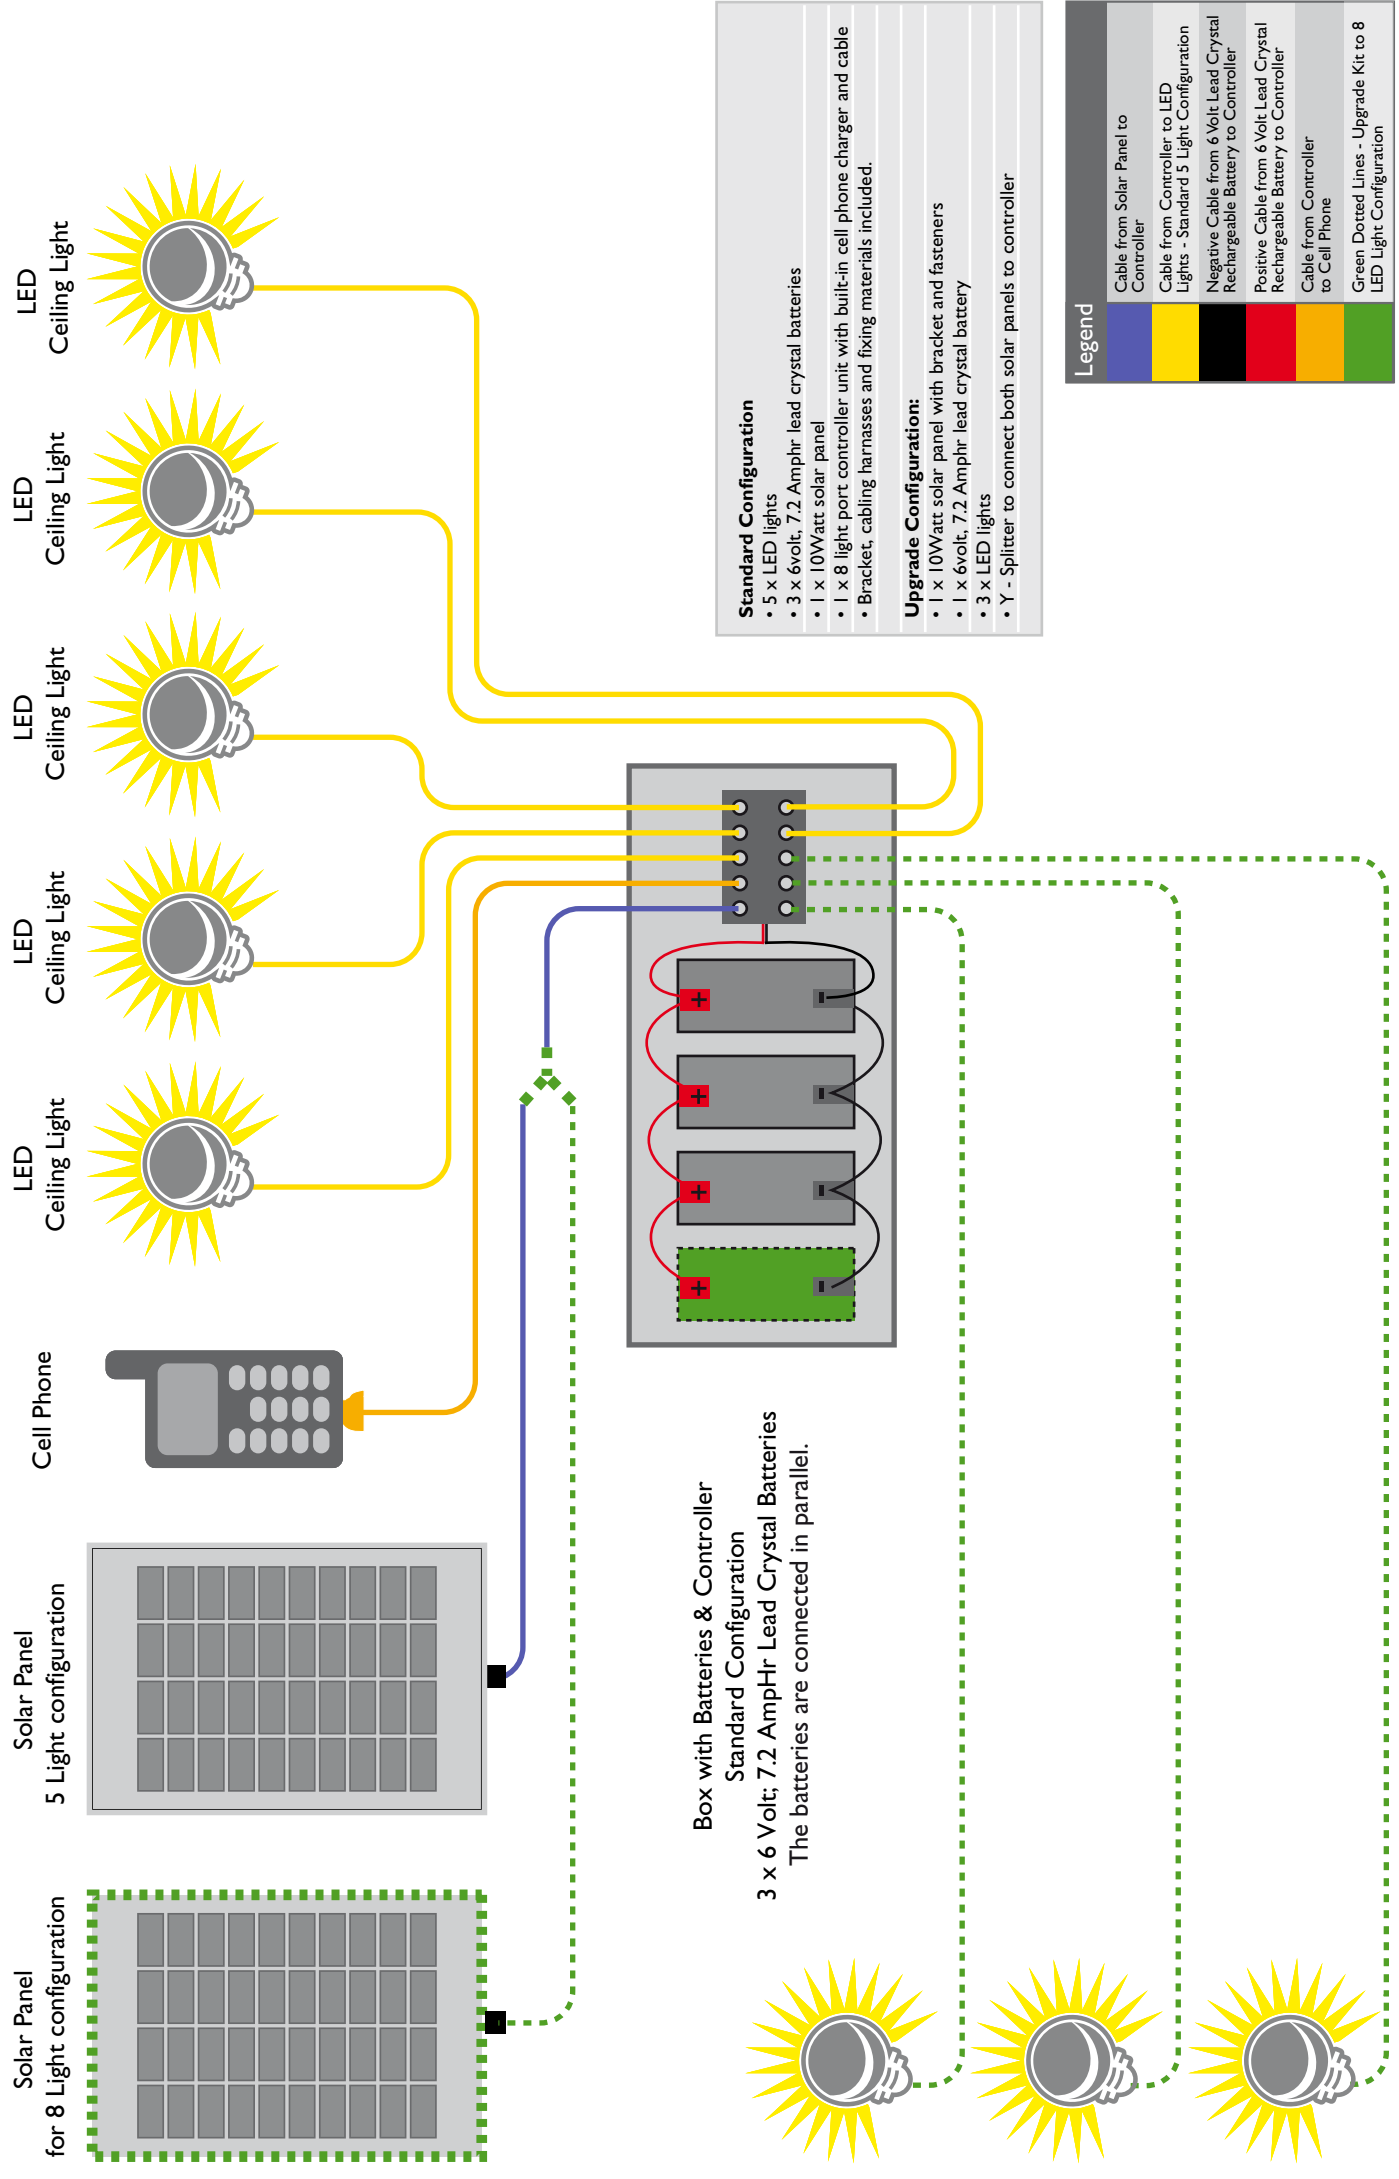 Solar Panel
for 8 Light configuration
Solar Panel
5 Light configuration
Cell Phone
LED
Ceiling Light
LED
Ceiling Light
LED
Ceiling Light
LED
Ceiling Light
LED
Ceiling Light
Box with Batteries & Controller
Standard Configuration
3 x 6 Volt; 7.2 AmpHr Lead Crystal Batteries
The batteries are connected in parallel.
+
-
+
-
+
-
+
-
Standard Configuration
• 5 x LED lights
• 3 x 6volt, 7.2 Amphr lead crystal batteries
• 1 x 10Watt solar panel
• 1 x 8 light port controller unit with built-in cell phone charger and cable
• Bracket, cabling harnasses and fixing materials included.
Upgrade Configuration:
• 1 x 10Watt solar panel with bracket and fasteners
• 1 x 6volt, 7.2 Amphr lead crystal battery
• 3 x LED lights
• Y - Splitter to connect both solar panels to controller
Legend
Cable from Solar Panel to
Controller
Cable from Controller to LED
Lights - Standard 5 Light Configuration
Negative Cable from 6 Volt Lead Crystal
Rechargeable Battery to Controller
Positive Cable from 6 Volt Lead Crystal
Rechargeable Battery to Controller
Cable from Controller
to Cell Phone
Green Dotted Lines - Upgrade Kit to 8
LED Light Configuration